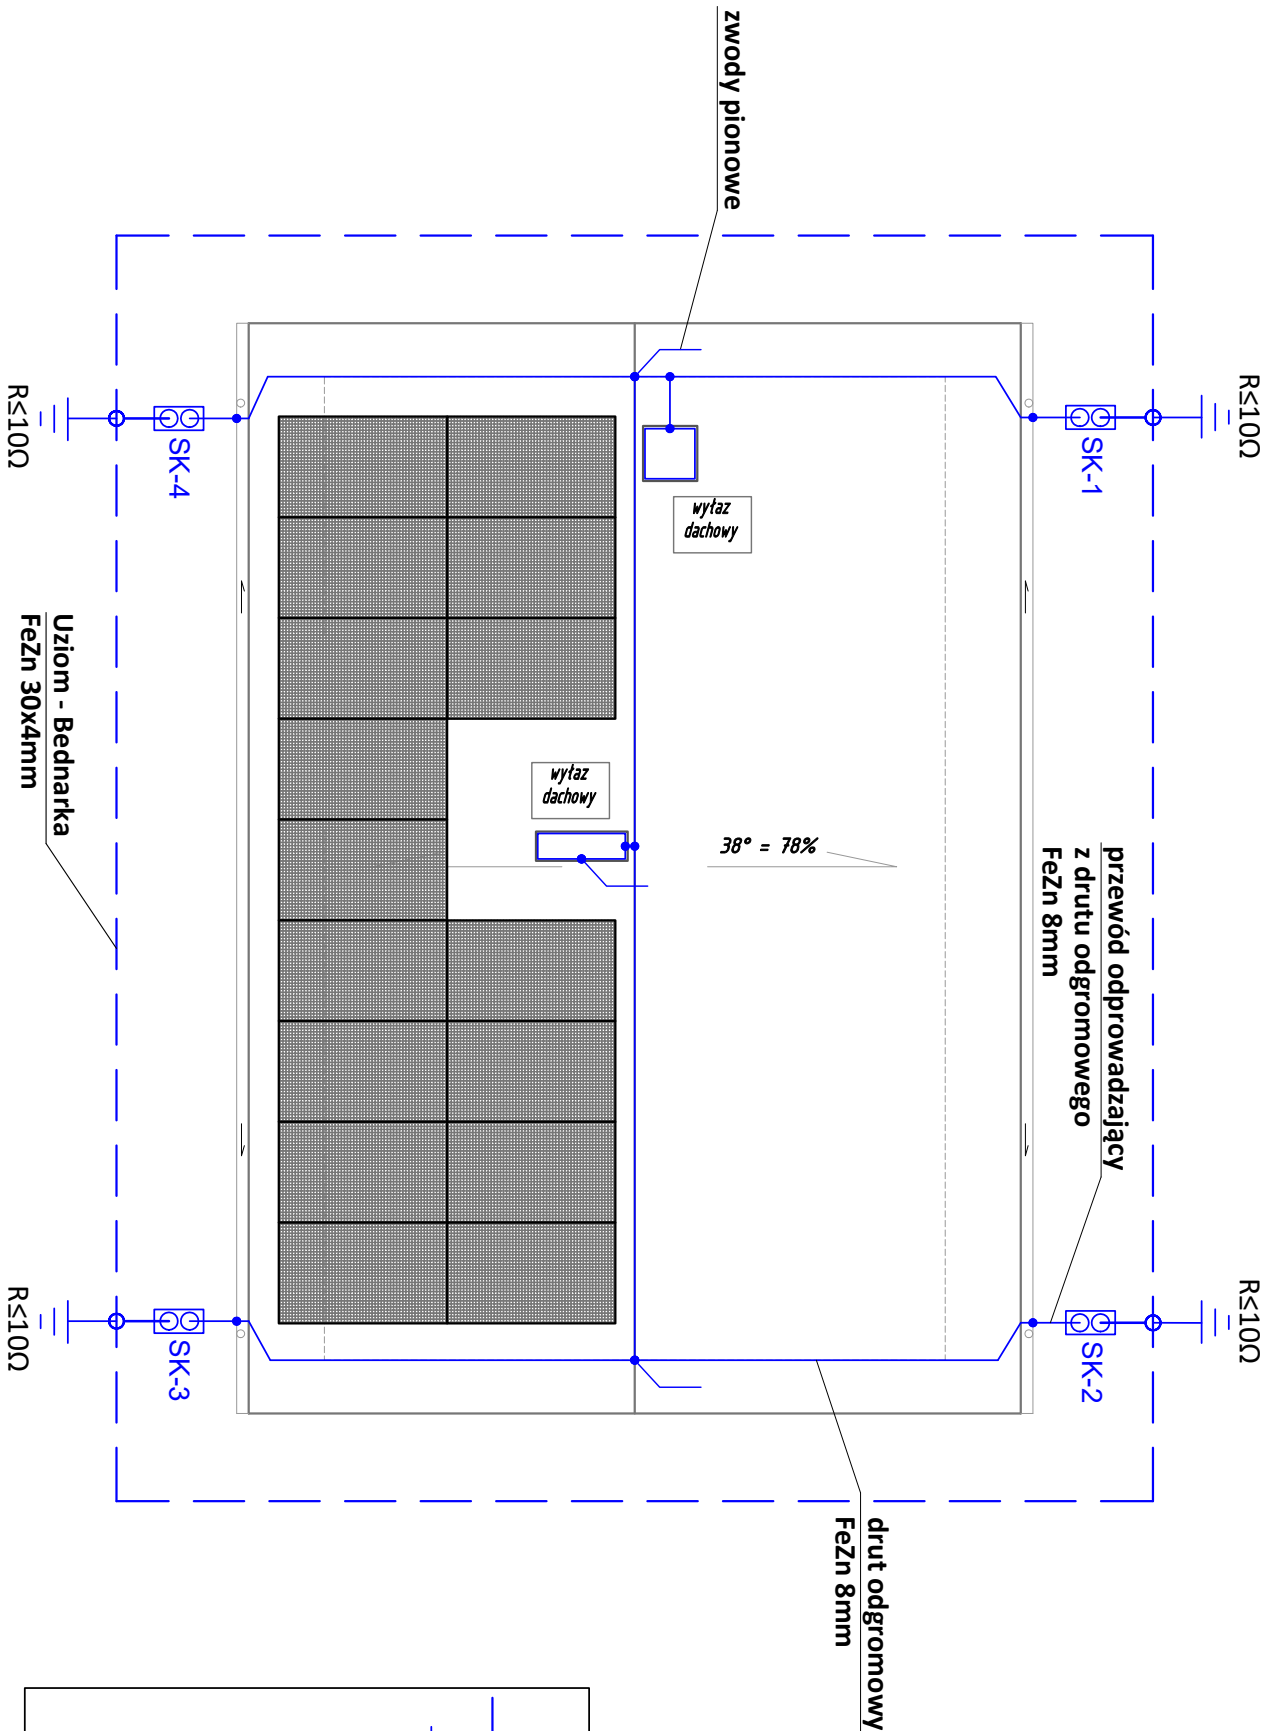 zwody pionowe
R≤10Ω
SK-1
R≤10Ω
SK-4
wyłaz
dachowy
Uziom - Bednarka
FeZn 30x4mm
wyłaz
dachowy
38° = 78%
przewód odprowadzający
z drutu odgromowego
FeZn 8mm
R≤10Ω
SK-2
R≤10Ω
SK-3
drut odgromowy
FeZn 8mm